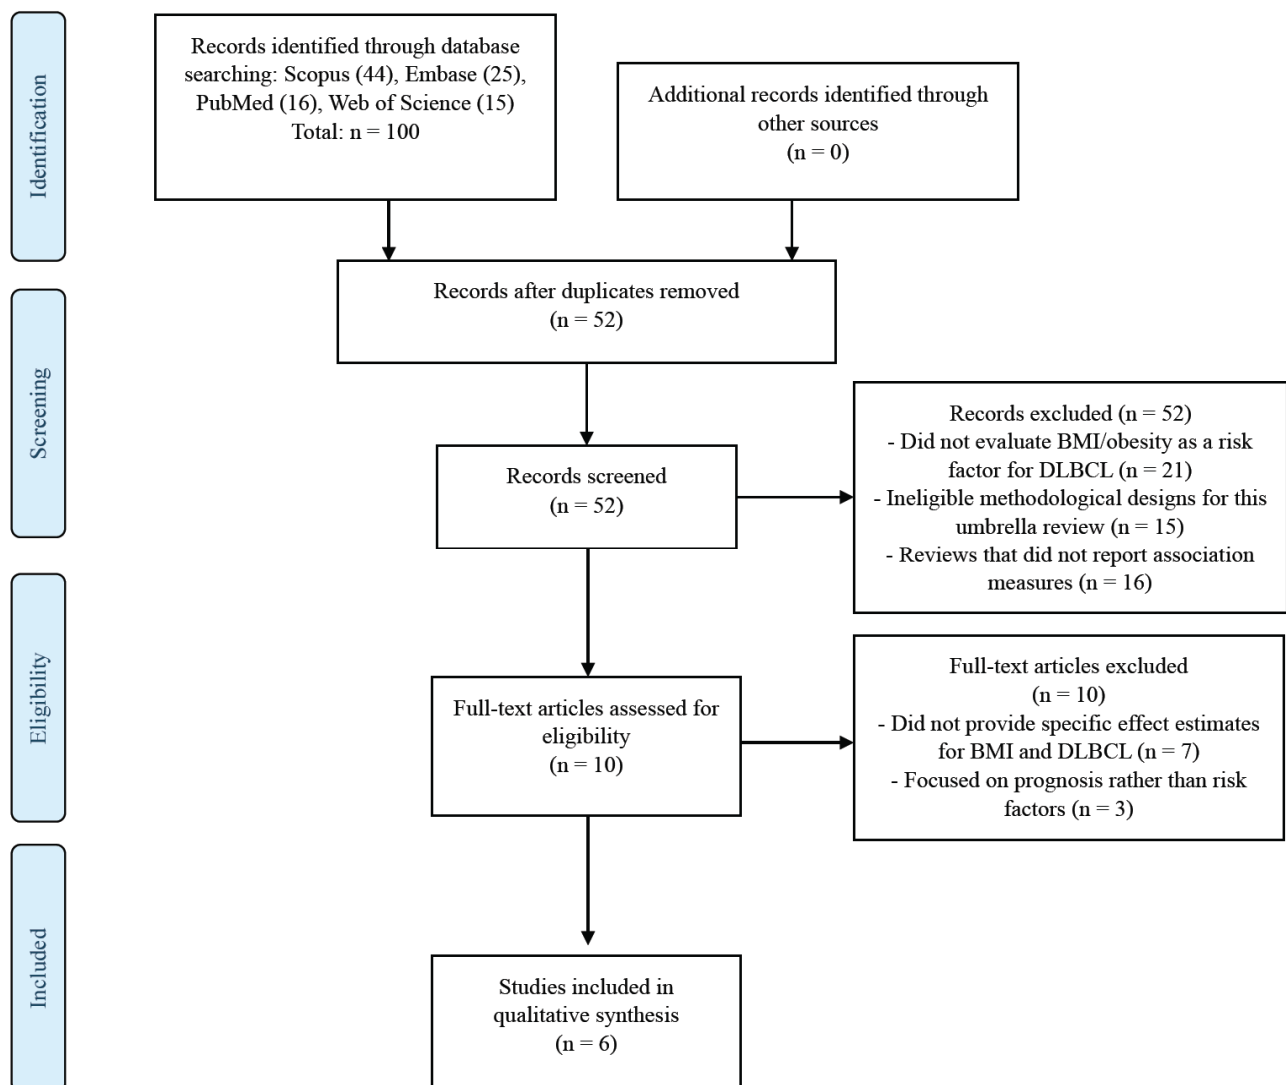 Identification
Records identified through database
searching: Scopus (44), Embase (25),
PubMed (16), Web of Science (15)
Total: n = 100
Additional records identified through
other sources
(n = 0)
Records after duplicates removed
(n = 52)
Screening
Records screened
(n = 52)
Records excluded (n = 52)
- Did not evaluate BMI/obesity as a risk
factor for DLBCL (n = 21)
- Ineligible methodological designs for this
umbrella review (n = 15)
- Reviews that did not report association
measures (n = 16)
Eligibility
Full-text articles assessed for
eligibility
(n = 10)
Full-text articles excluded
(n = 10)
- Did not provide specific effect estimates
for BMI and DLBCL (n = 7)
- Focused on prognosis rather than risk
factors (n = 3)
Included
Studies included in
qualitative synthesis
(n = 6)